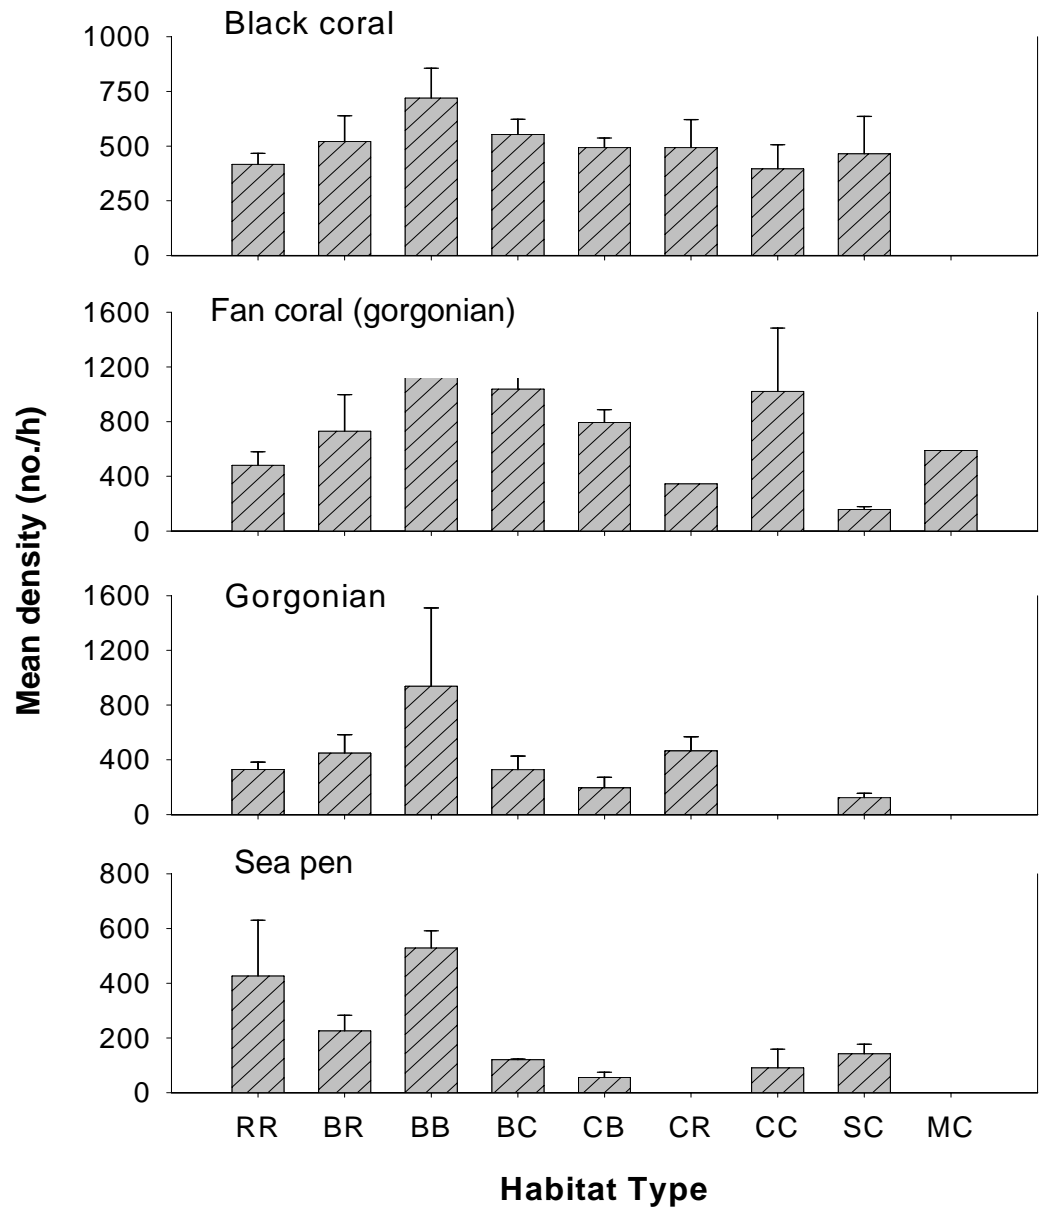 Black coral
1000
750
500
250
0
Fan coral (gorgonian)
1600
1200
800
400
0
Mean density (no./h)
Gorgonian
1600
1200
800
400
0
Sea pen
800
600
400
200
0
RR BR BB BC CB CR CC SC MC
Habitat Type